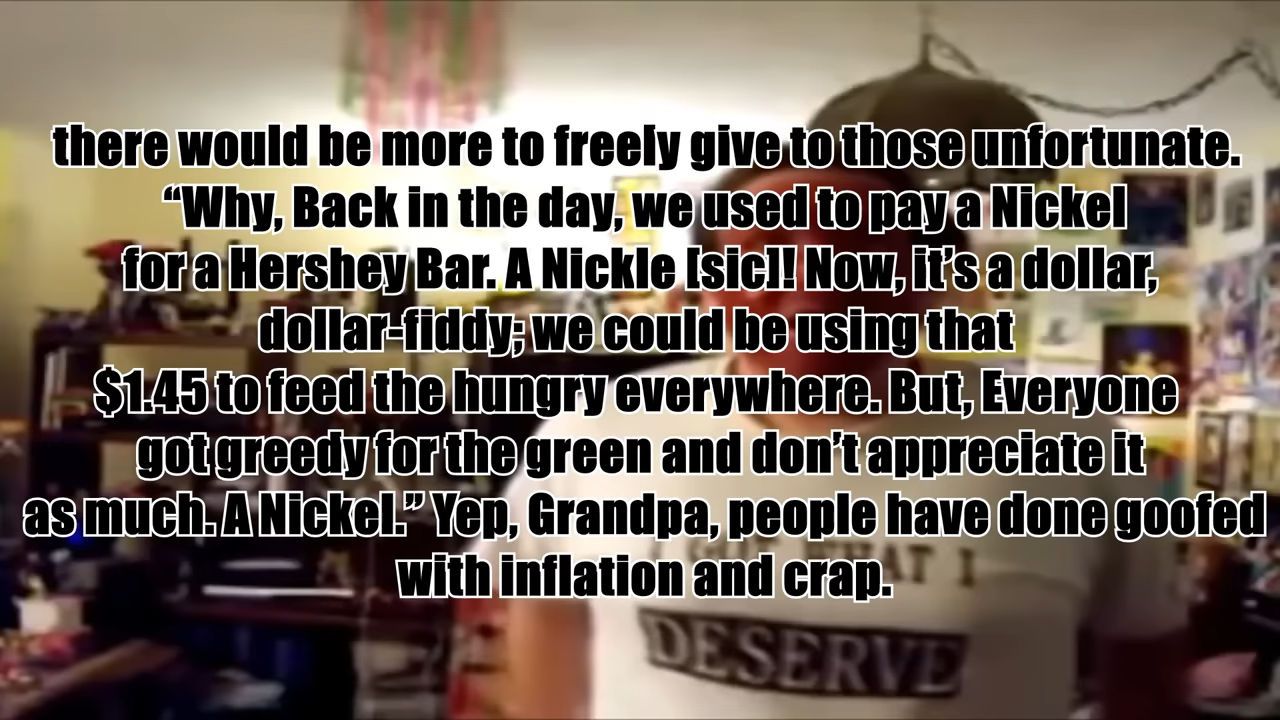 there would be more to freely give to those unfortunate.
“Why, Back in the day, we used to pay a Nickel
for a Hershey Bar. A Nickle [sic]! Now, it’s a dollar,
dollar-fiddy; we could be using that
$1.45 to feed the hungry everywhere. But, Everyone
got greedy for the green and don’t appreciate it
as much. A Nickel.” Yep, Grandpa, people have done goofed
with inflation and crap.
THAT I
DESERVE